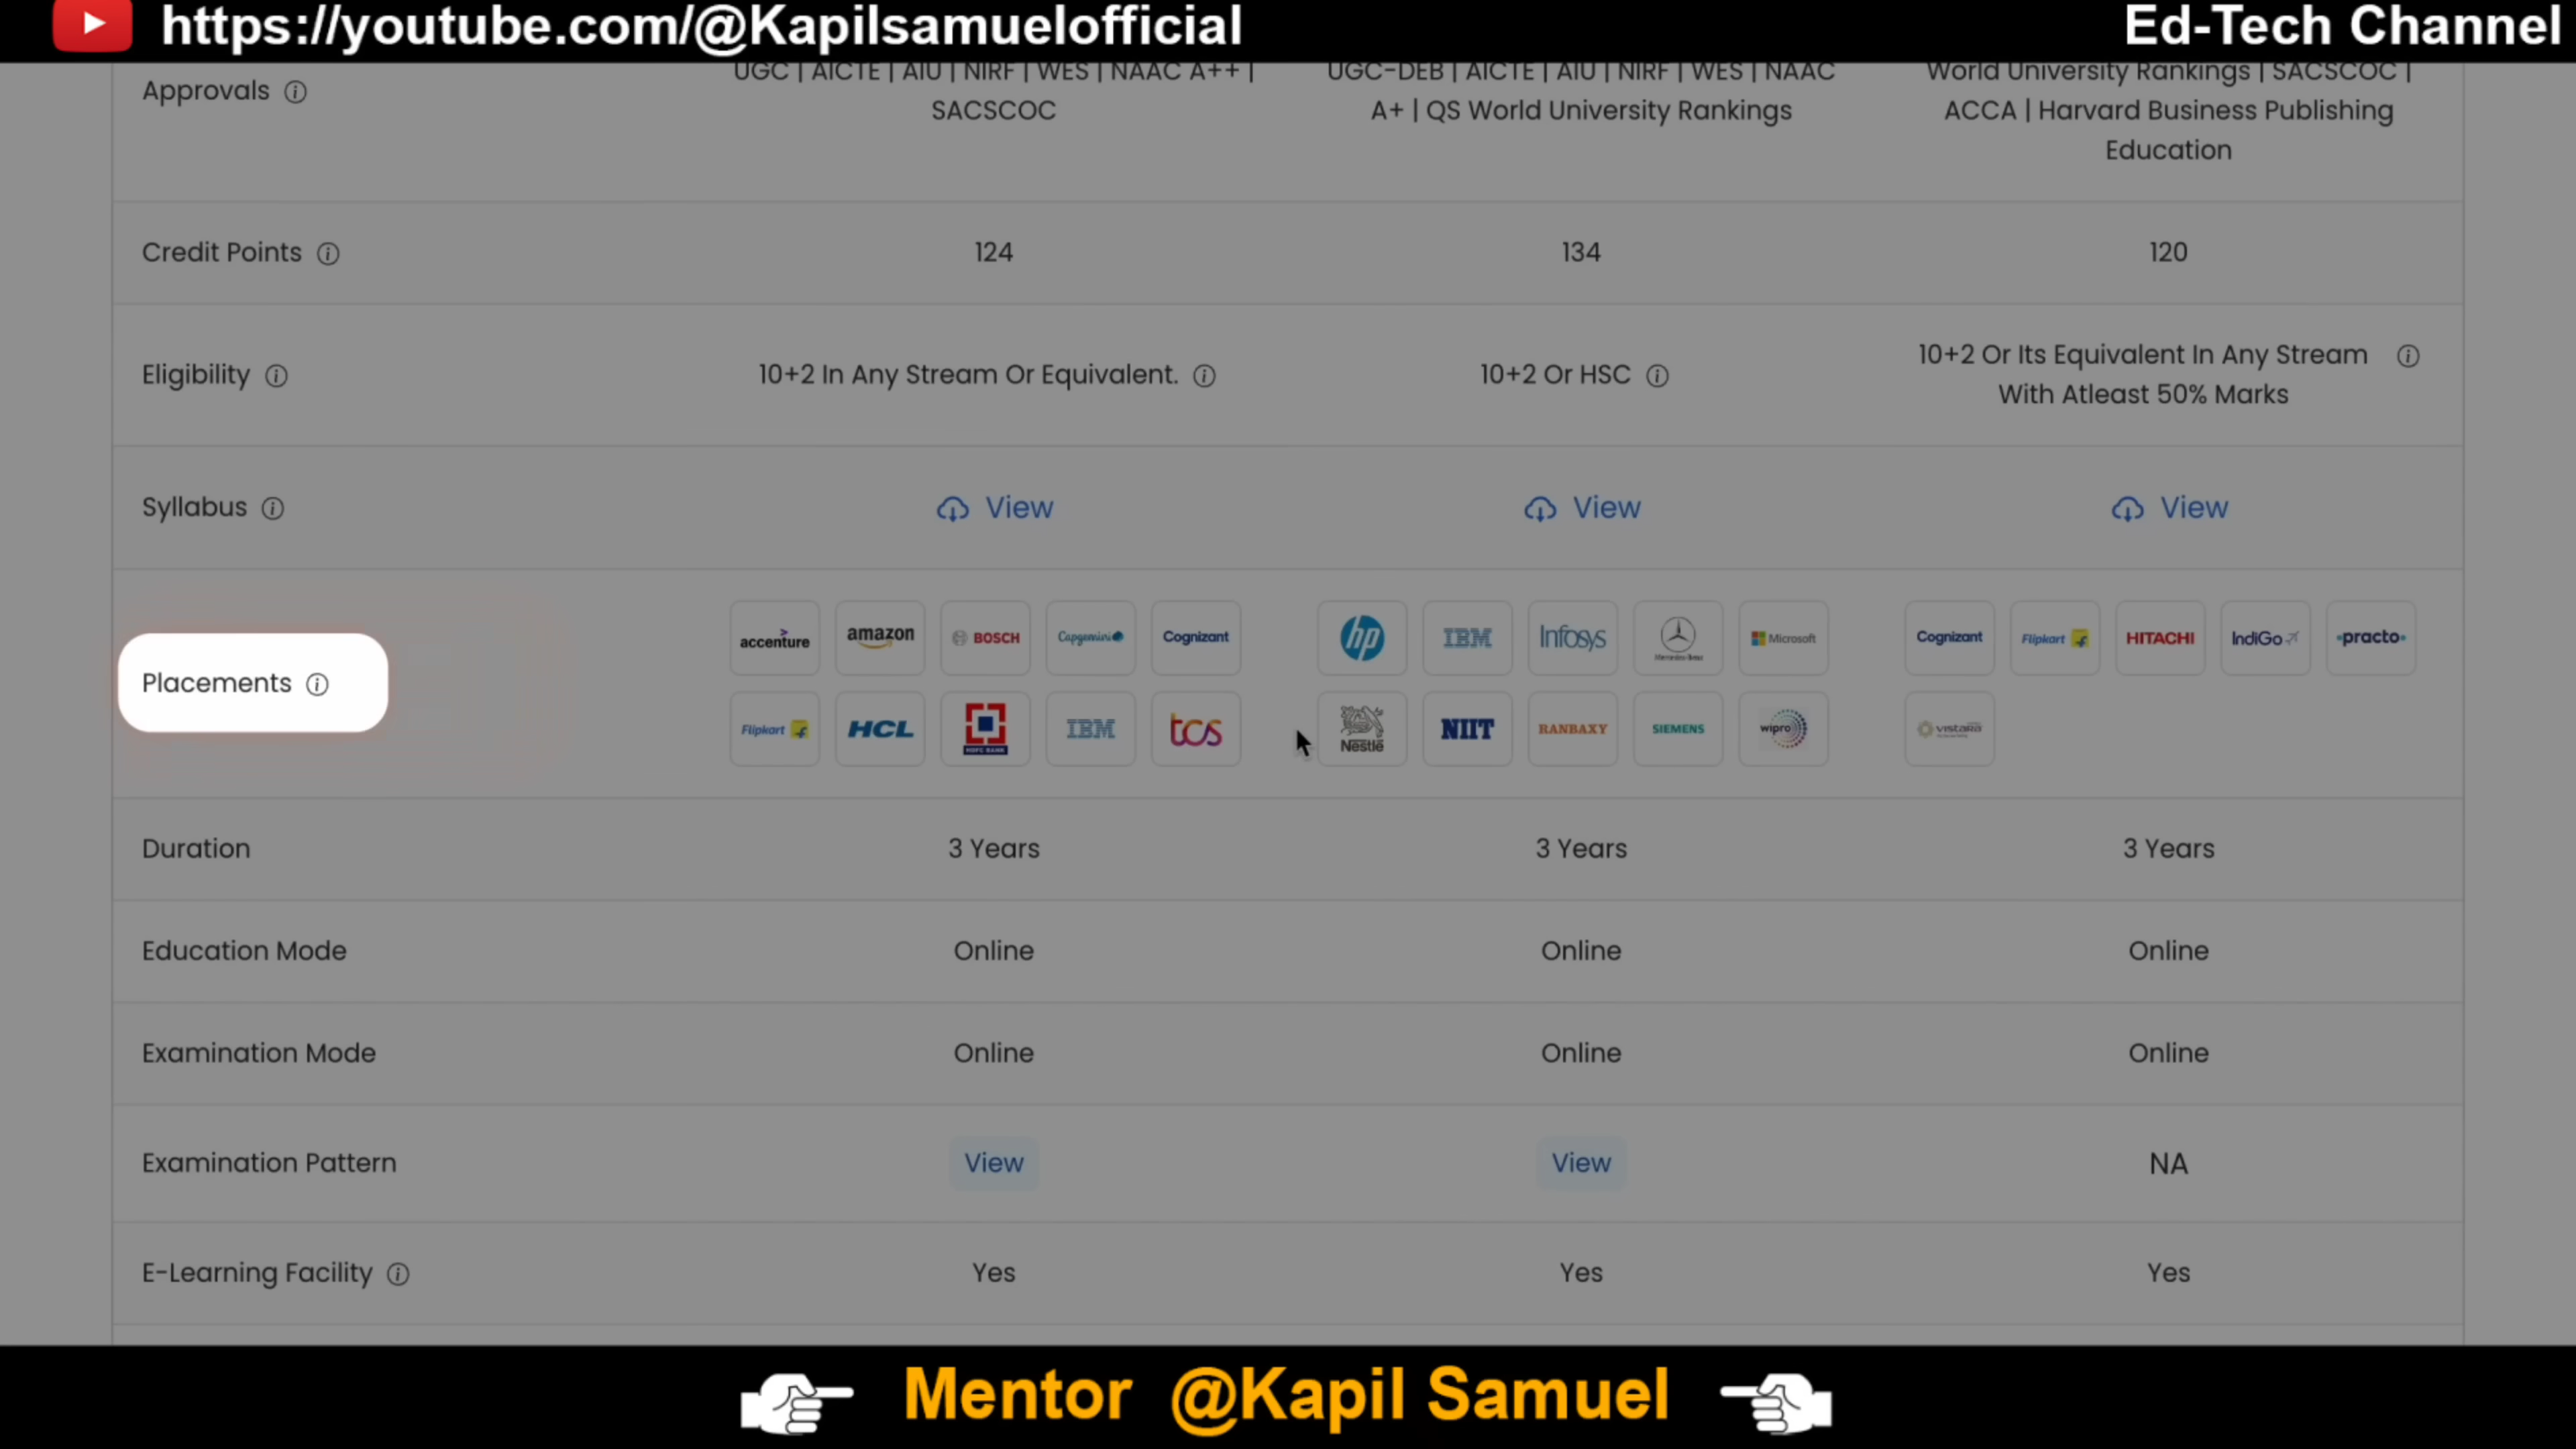 https://youtube.com/@Kapilsamuelofficial Ed-Tech Channel
Approvals UGC | AICTE | AIU | NIRF | WES | NAAC A++ | UGC-DEB | AICTE | AIU | NIRF | WES | NAAC World University Rankings | SACSCOC |
SACSCOC A+ | QS World University Rankings ACCA | Harvard Business Publishing
Education
Credit Points 124 134 120
Eligibility 10+2 In Any Stream Or Equivalent. 10+2 Or HSC 10+2 Or Its Equivalent In Any Stream
With Atleast 50% Marks
Syllabus View View View
Placements
accenture amazon BOSCH Capgemini Cognizant hp IBM Infosys Mercedes-Benz Microsoft Cognizant Flipkart HITACHI IndiGo •practo•
Flipkart HCL HDFC BANK IBM tcs Nestlé NIIT RANBAXY SIEMENS wipro vistara
Duration 3 Years 3 Years 3 Years
Education Mode Online Online Online
Examination Mode Online Online Online
Examination Pattern View View NA
E-Learning Facility Yes Yes Yes
Mentor @Kapil Samuel